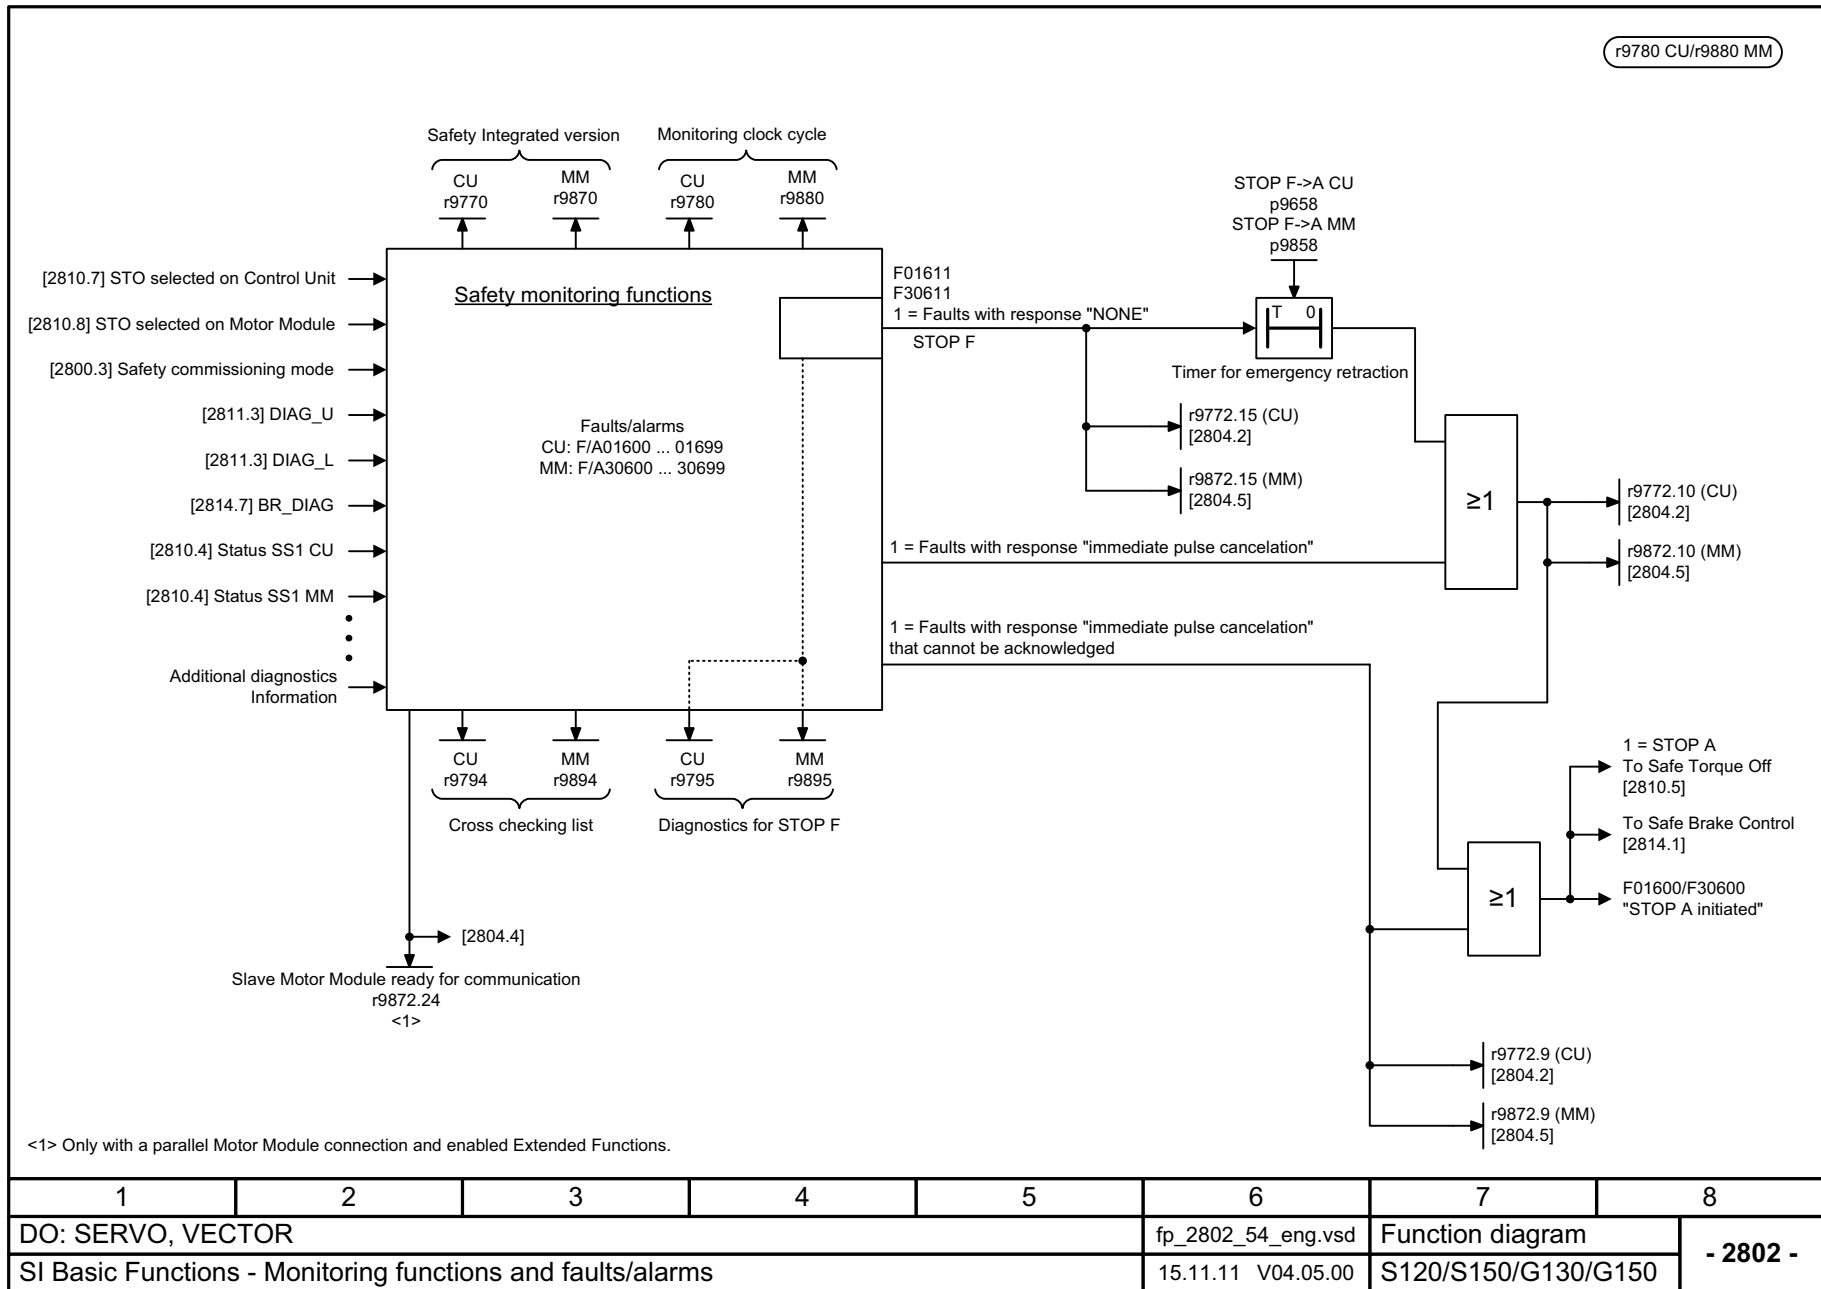 r9780 CU/r9880 MM
Safety Integrated version
Monitoring clock cycle
CU
r9770
MM
r9870
CU
r9780
MM
r9880
STOP F->A CU
p9658
STOP F->A MM
p9858
[2810.7] STO selected on Control Unit
[2810.8] STO selected on Motor Module
[2800.3] Safety commissioning mode
[2811.3] DIAG_U
[2811.3] DIAG_L
[2814.7] BR_DIAG
[2810.4] Status SS1 CU
[2810.4] Status SS1 MM
Additional diagnostics
Information
Safety monitoring functions
Faults/alarms
CU: F/A01600 ... 01699
MM: F/A30600 ... 30699
F01611
F30611
1 = Faults with response "NONE"
STOP F
T 0
Timer for emergency retraction
r9772.15 (CU)
[2804.2]
r9872.15 (MM)
[2804.5]
≥1
r9772.10 (CU)
[2804.2]
r9872.10 (MM)
[2804.5]
1 = Faults with response "immediate pulse cancelation"
1 = Faults with response "immediate pulse cancelation"
that cannot be acknowledged
CU
r9794
MM
r9894
CU
r9795
MM
r9895
Cross checking list
Diagnostics for STOP F
1 = STOP A
To Safe Torque Off
[2810.5]
To Safe Brake Control
[2814.1]
≥1
F01600/F30600
"STOP A initiated"
[2804.4]
Slave Motor Module ready for communication
r9872.24
<1>
r9772.9 (CU)
[2804.2]
r9872.9 (MM)
[2804.5]
<1> Only with a parallel Motor Module connection and enabled Extended Functions.
1 2 3 4 5 6 7 8
DO: SERVO, VECTOR
fp_2802_54_eng.vsd
Function diagram
- 2802 -
SI Basic Functions - Monitoring functions and faults/alarms
15.11.11 V04.05.00
S120/S150/G130/G150